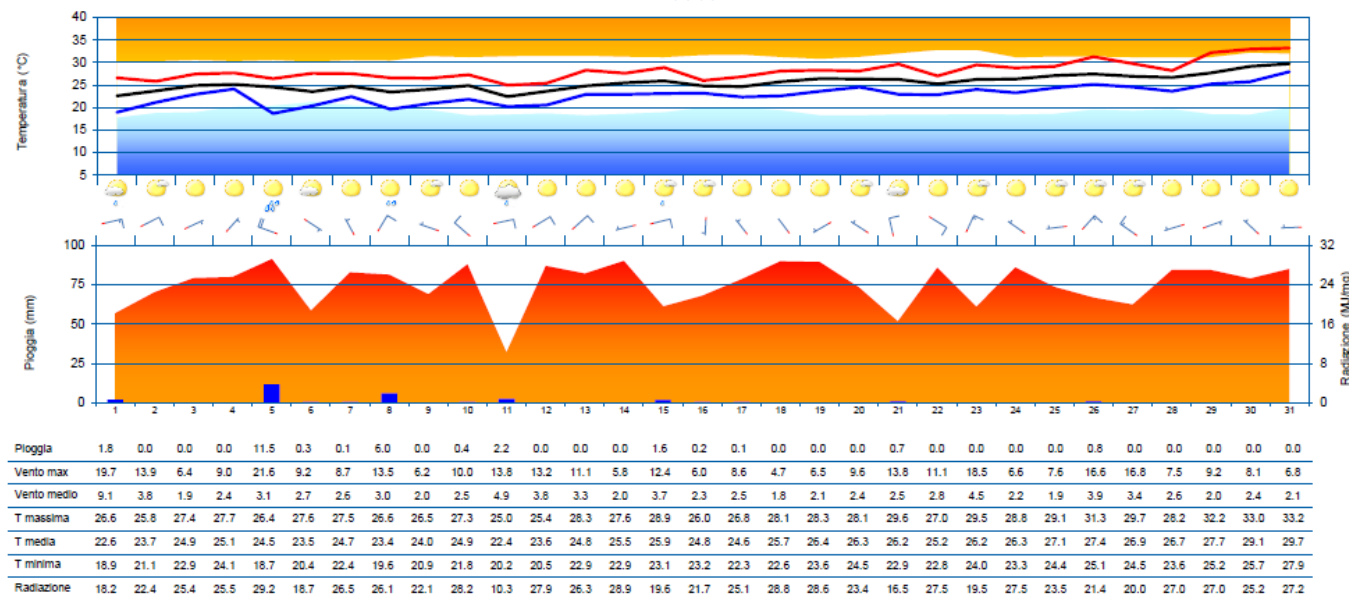 40
35
30
25
20
15
10
5
Temperatura (°C)
100
75
50
25
0
Pioggia (mm)
32
24
16
8
0
Radiazione (MJ/mq)
1 2 3 4 5 6 7 8 9 10 11 12 13 14 15 16 17 18 19 20 21 22 23 24 25 26 27 28 29 30 31
Pioggia 1.8 0.0 0.0 0.0 11.5 0.3 0.1 6.0 0.0 0.4 2.2 0.0 0.0 0.0 1.6 0.2 0.1 0.0 0.0 0.0 0.7 0.0 0.0 0.0 0.0 0.8 0.0 0.0 0.0 0.0 0.0
Vento max 19.7 13.9 6.4 9.0 21.6 9.2 8.7 13.5 6.2 10.0 13.8 13.2 11.1 5.8 12.4 6.0 8.6 4.7 6.5 9.6 13.8 11.1 18.5 6.6 7.6 16.6 16.8 7.5 9.2 8.1 6.8
Vento medio 9.1 3.8 1.9 2.4 3.1 2.7 2.6 3.0 2.0 2.5 4.9 3.8 3.3 2.0 3.7 2.3 2.5 1.8 2.1 2.4 2.5 2.8 4.5 2.2 1.9 3.9 3.4 2.6 2.0 2.4 2.1
T massima 26.6 25.8 27.4 27.7 26.4 27.6 27.5 26.6 26.5 27.3 25.0 25.4 28.3 27.6 28.9 26.0 26.8 28.1 28.3 28.1 29.6 27.0 29.5 28.8 29.1 31.3 29.7 28.2 32.2 33.0 33.2
T media 22.6 23.7 24.9 25.1 24.5 23.5 24.7 23.4 24.0 24.9 22.4 23.6 24.8 25.5 25.9 24.8 24.6 25.7 26.4 26.3 26.2 25.2 26.2 26.3 27.1 27.4 26.9 26.7 27.7 29.1 29.7
T minima 18.9 21.1 22.9 24.1 18.7 20.4 22.4 19.6 20.9 21.8 20.2 20.5 22.9 22.9 23.1 23.2 22.3 22.6 23.6 24.5 22.9 22.8 24.0 23.3 24.4 25.1 24.5 23.6 25.2 25.7 27.9
Radiazione 18.2 22.4 25.4 25.5 29.2 18.7 26.5 26.1 22.1 28.2 10.3 27.9 26.3 28.9 19.6 21.7 25.1 28.8 28.6 23.4 16.5 27.5 19.5 27.5 23.5 21.4 20.0 27.0 27.0 25.2 27.2